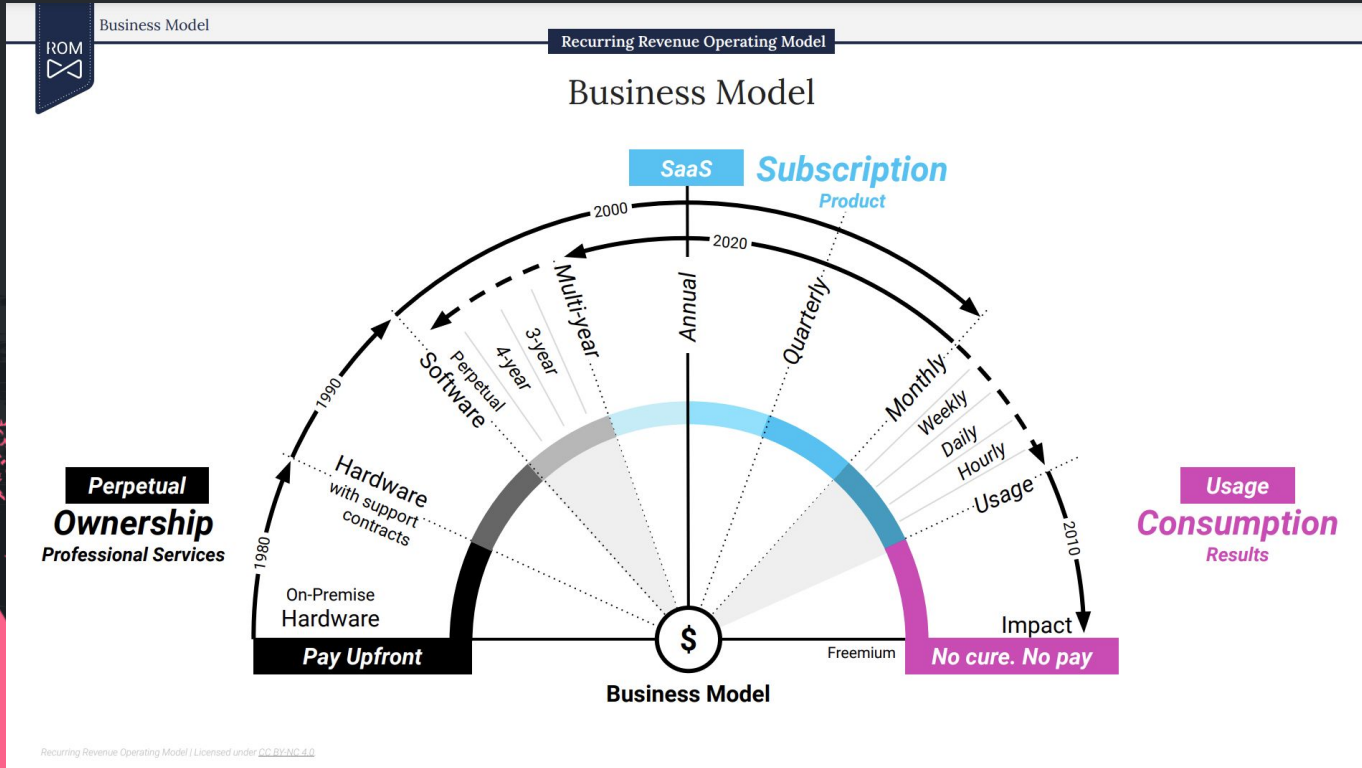 Business Model
ROM
Recurring Revenue Operating Model
Business Model
SaaS
Subscription
Product
2000
2020
1990
1980
2010
Software
Perpetual
4-year
3-year
Multi-year
Annual
Quarterly
Monthly
Weekly
Daily
Hourly
Usage
Hardware
with support
contracts
Perpetual
Ownership
Professional Services
Usage
Consumption
Results
On-Premise
Hardware
Pay Upfront
$
Business Model
Freemium
Impact
No cure. No pay
Recurring Revenue Operating Model | Licensed under CC BY-NC 4.0